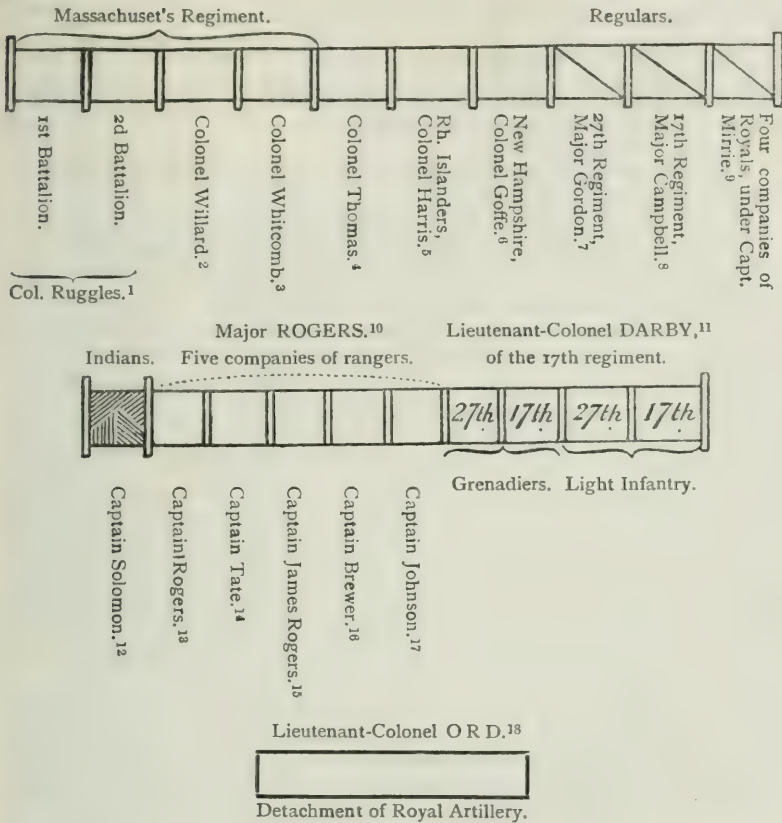 Massachuset's Regiment.
Regulars.
1st Battalion.
2d Battalion.
Colonel Willard.2
Colonel Whitcomb.3
Colonel Thomas.4
Rh. Islanders,
Colonel Harris.5
New Hampshire,
Colonel Goffe.6
27th Regiment,
Major Gordon.7
17th Regiment,
Major Campbell.8
Four companies of
Royals, under Capt.
Mirrie.9
Col. Ruggles.1
Major ROGERS.10
Lieutenant-Colonel DARBY,11
Indians.
Five companies of rangers.
of the 17th regiment.
27th
17th
27th
17th
Grenadiers.
Light Infantry.
Captain Solomon.12
Captain Rogers.13
Captain Tate.14
Captain James Rogers.15
Captain Brewer.16
Captain Johnson.17
Lieutenant-Colonel ORD.18
Detachment of Royal Artillery.